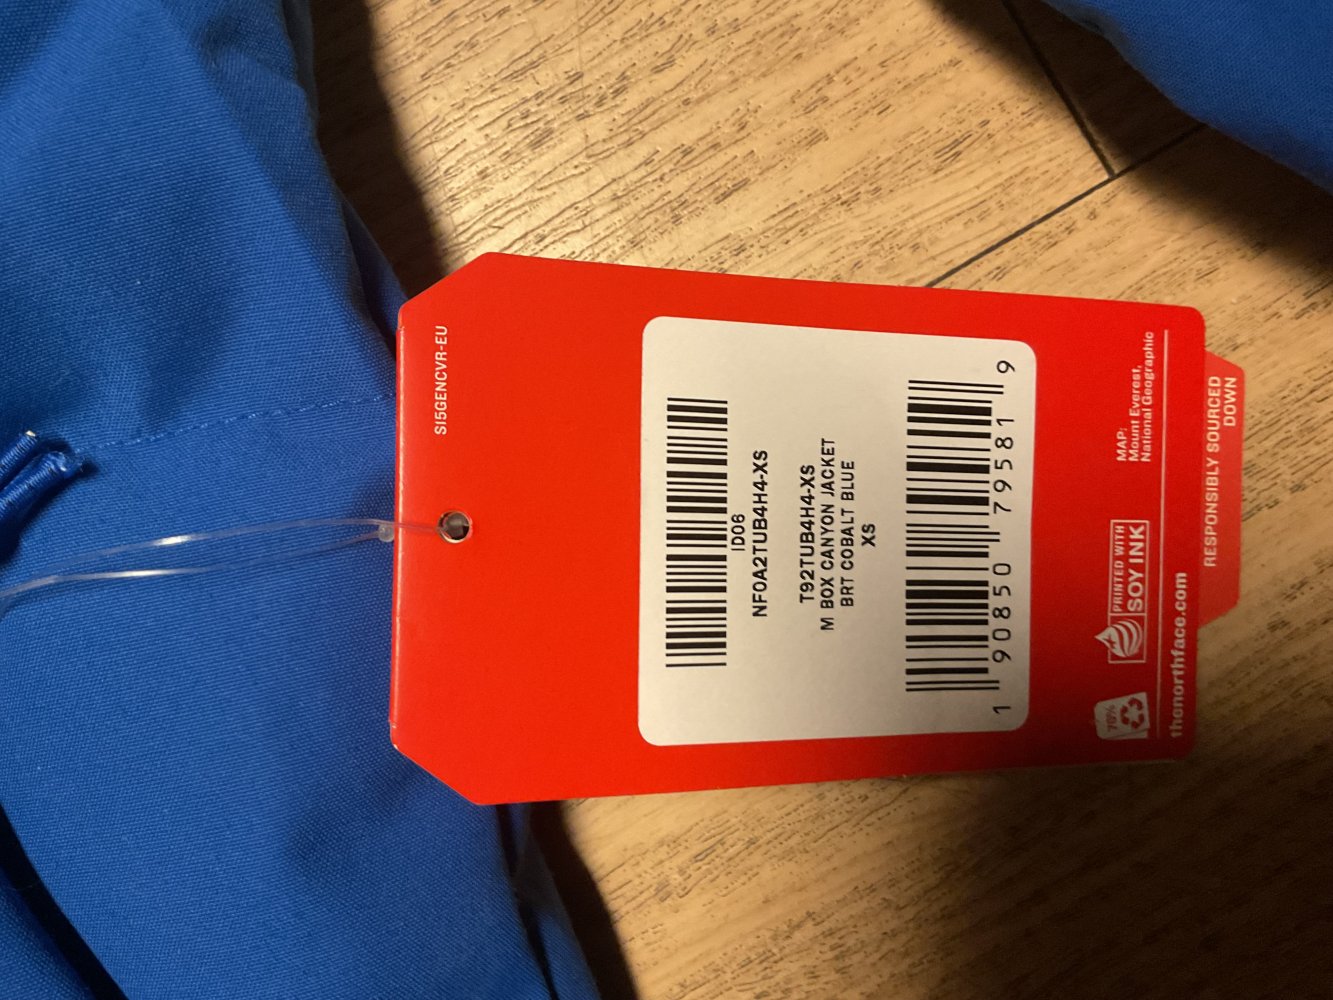 SI5GENCVR-EU
ID06
NF0A2TUB4H4-XS
T92TUB4H4-XS
M BOX CANYON JACKET
BRT COBALT BLUE
XS
1 90850 79581 9
MAP:
Mount Everest,
National Geographic
PRINTED WITH
SOY INK
70%
thenorthface.com
RESPONSIBLY SOURCED
DOWN